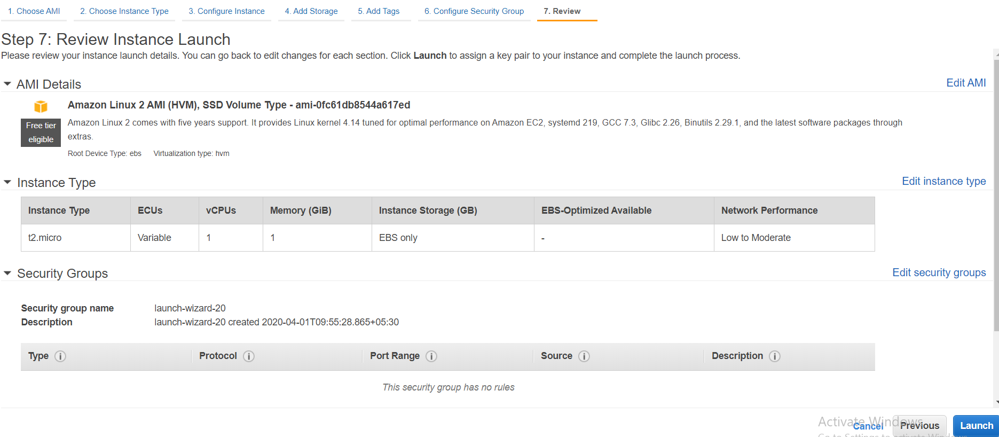 1. Choose AMI 2. Choose Instance Type 3. Configure Instance 4. Add Storage 5. Add Tags 6. Configure Security Group 7. Review
Step 7: Review Instance Launch
Please review your instance launch details. You can go back to edit changes for each section. Click Launch to assign a key pair to your instance and complete the launch process.
AMI Details Edit AMI
Amazon Linux 2 AMI (HVM), SSD Volume Type - ami-0fc61db8544a617ed
Free tier eligible
Amazon Linux 2 comes with five years support. It provides Linux kernel 4.14 tuned for optimal performance on Amazon EC2, systemd 219, GCC 7.3, Glibc 2.26, Binutils 2.29.1, and the latest software packages through
extras.
Root Device Type: ebs Virtualization type: hvm
Instance Type Edit instance type
Instance Type ECUs vCPUs Memory (GiB) Instance Storage (GB) EBS-Optimized Available Network Performance
t2.micro Variable 1 1 EBS only - Low to Moderate
Security Groups Edit security groups
Security group name launch-wizard-20
Description launch-wizard-20 created 2020-04-01T09:55:28.865+05:30
Type Protocol Port Range Source Description
This security group has no rules
Activate Windows
Cancel Previous Launch
Go to Settings to activate Windows.